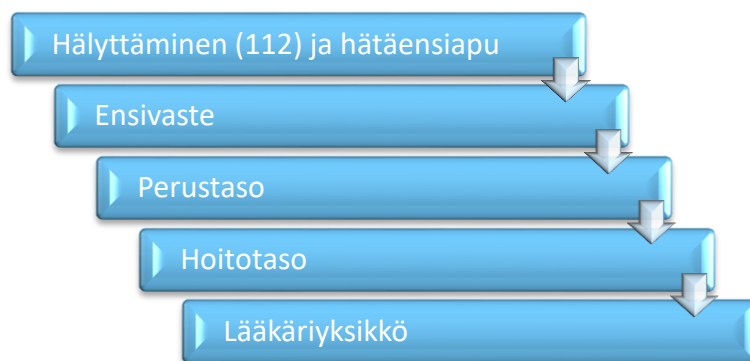 Hälyttäminen (112) ja hätäensiapu
Ensivaste
Perustaso
Hoitotaso
Lääkäriyksikkö